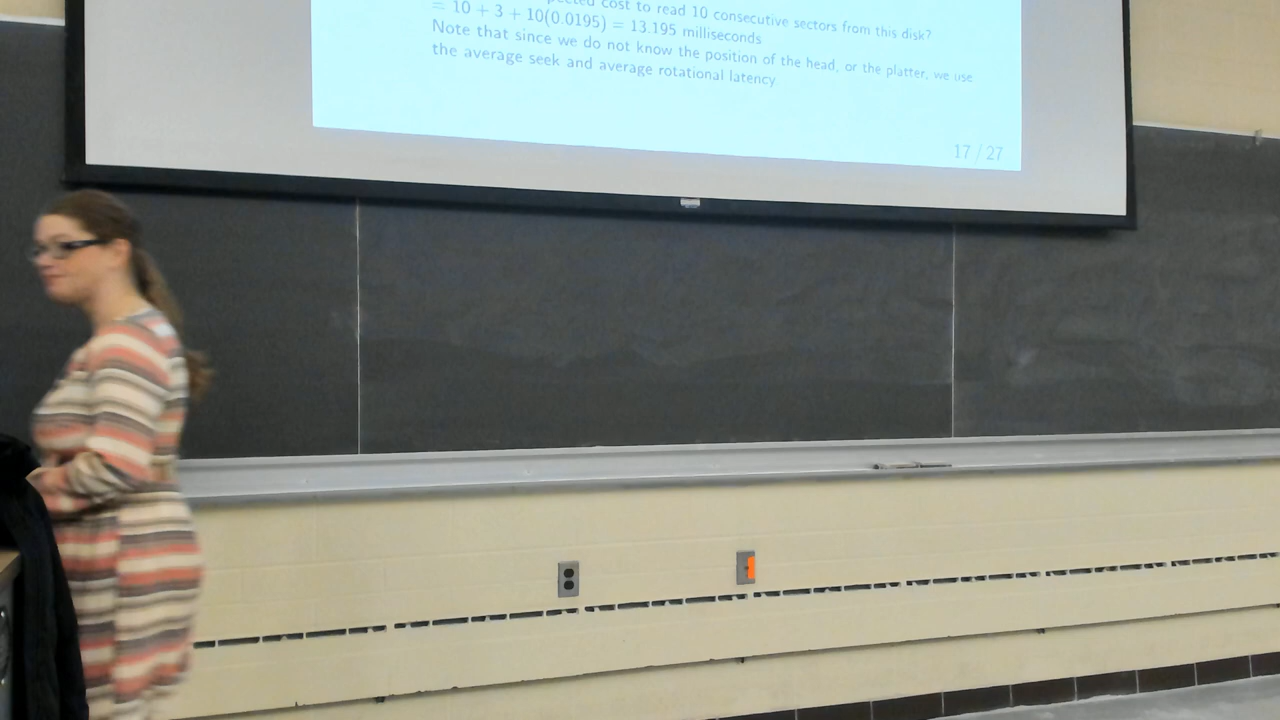 cost to read 10 consecutive sectors from this disk?
= 10 + 3 + 10(0.0195) = 13.195 milliseconds
Note that since we do not know the position of the head, or the platter, we use
the average seek and average rotational latency
17 / 27